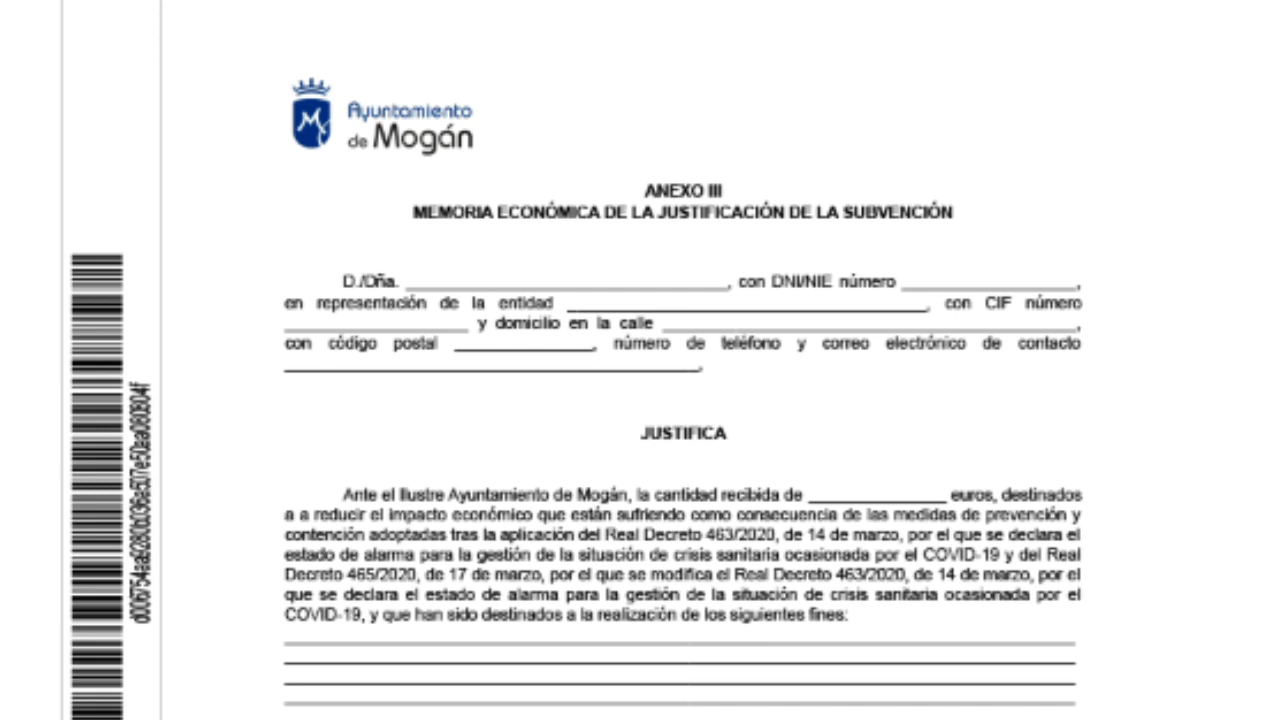 Ayuntamiento
de Mogán
ANEXO III
MEMORIA ECONÓMICA DE LA JUSTIFICACIÓN DE LA SUBVENCIÓN
D./Dña. ____________________, con DNI/NIE número ____________________,
en representación de la entidad ____________________, con CIF número
____________________ y domicilio en la calle ____________________,
con código postal ____________________, número de teléfono y correo electrónico de contacto
____________________,
JUSTIFICA
Ante el Ilustre Ayuntamiento de Mogán, la cantidad recibida de ____________________ euros, destinados
a a reducir el impacto económico que están sufriendo como consecuencia de las medidas de prevención y
contención adoptadas tras la aplicación del Real Decreto 463/2020, de 14 de marzo, por el que se declara el
estado de alarma para la gestión de la situación de crisis sanitaria ocasionada por el COVID-19 y del Real
Decreto 465/2020, de 17 de marzo, por el que se modifica el Real Decreto 463/2020, de 14 de marzo, por el
que se declara el estado de alarma para la gestión de la situación de crisis sanitaria ocasionada por el
COVID-19, y que han sido destinados a la realización de los siguientes fines: